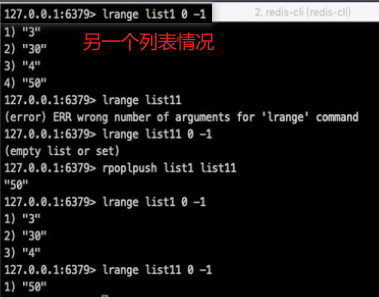 127.0.0.1:6379> lrange list1 0 -1
2. redis-cli (redis-cli)
1) "3"
另一个列表情况
2) "30"
3) "4"
4) "50"
127.0.0.1:6379> lrange list11
(error) ERR wrong number of arguments for 'lrange' command
127.0.0.1:6379> lrange list11 0 -1
(empty list or set)
127.0.0.1:6379> rpoplpush list1 list11
"50"
127.0.0.1:6379> lrange list1 0 -1
1) "3"
2) "30"
3) "4"
127.0.0.1:6379> lrange list11 0 -1
1) "50"